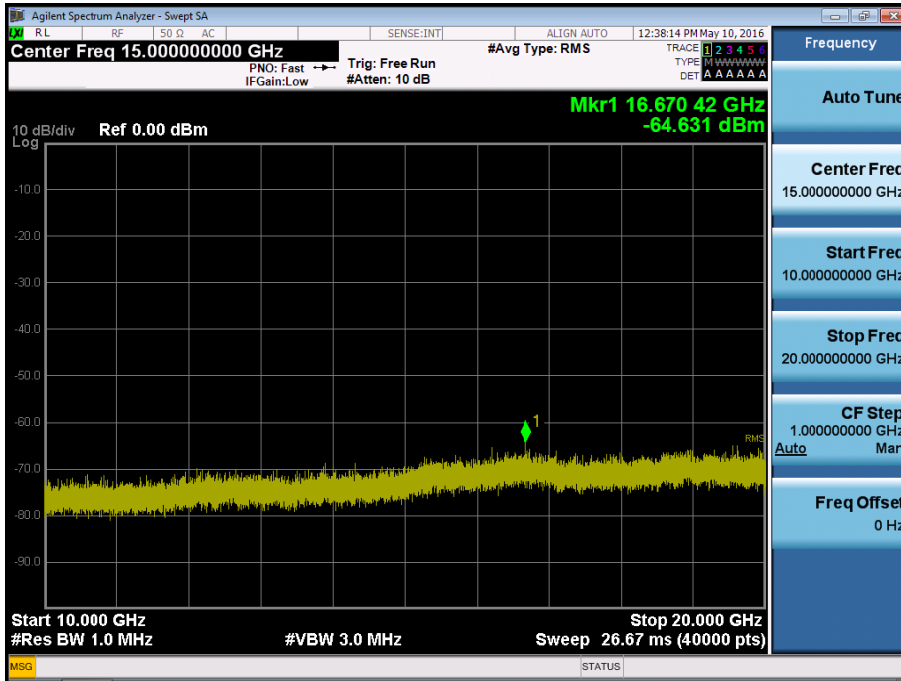 Agilent Spectrum Analyzer - Swept SA
LXI RL RF 50 Ω AC SENSE:INT ALIGN AUTO 12:38:14 PM May 10, 2016
Center Freq 15.000000000 GHz
#Avg Type: RMS
TRACE 1 2 3 4 5 6
TYPE M WWWWW
DET A A A A A A
PNO: Fast
IFGain:Low
Trig: Free Run
#Atten: 10 dB
Mkr1 16.670 42 GHz
-64.631 dBm
10 dB/div Ref 0.00 dBm
Log
-10.0
-20.0
-30.0
-40.0
-50.0
-60.0
-70.0
-80.0
-90.0
1
RMS
Start 10.000 GHz
Stop 20.000 GHz
#Res BW 1.0 MHz
#VBW 3.0 MHz
Sweep 26.67 ms (40000 pts)
MSG
STATUS
Frequency
Auto Tune
Center Freq
15.000000000 GHz
Start Freq
10.000000000 GHz
Stop Freq
20.000000000 GHz
CF Step
1.000000000 GHz
Auto Man
Freq Offset
0 Hz